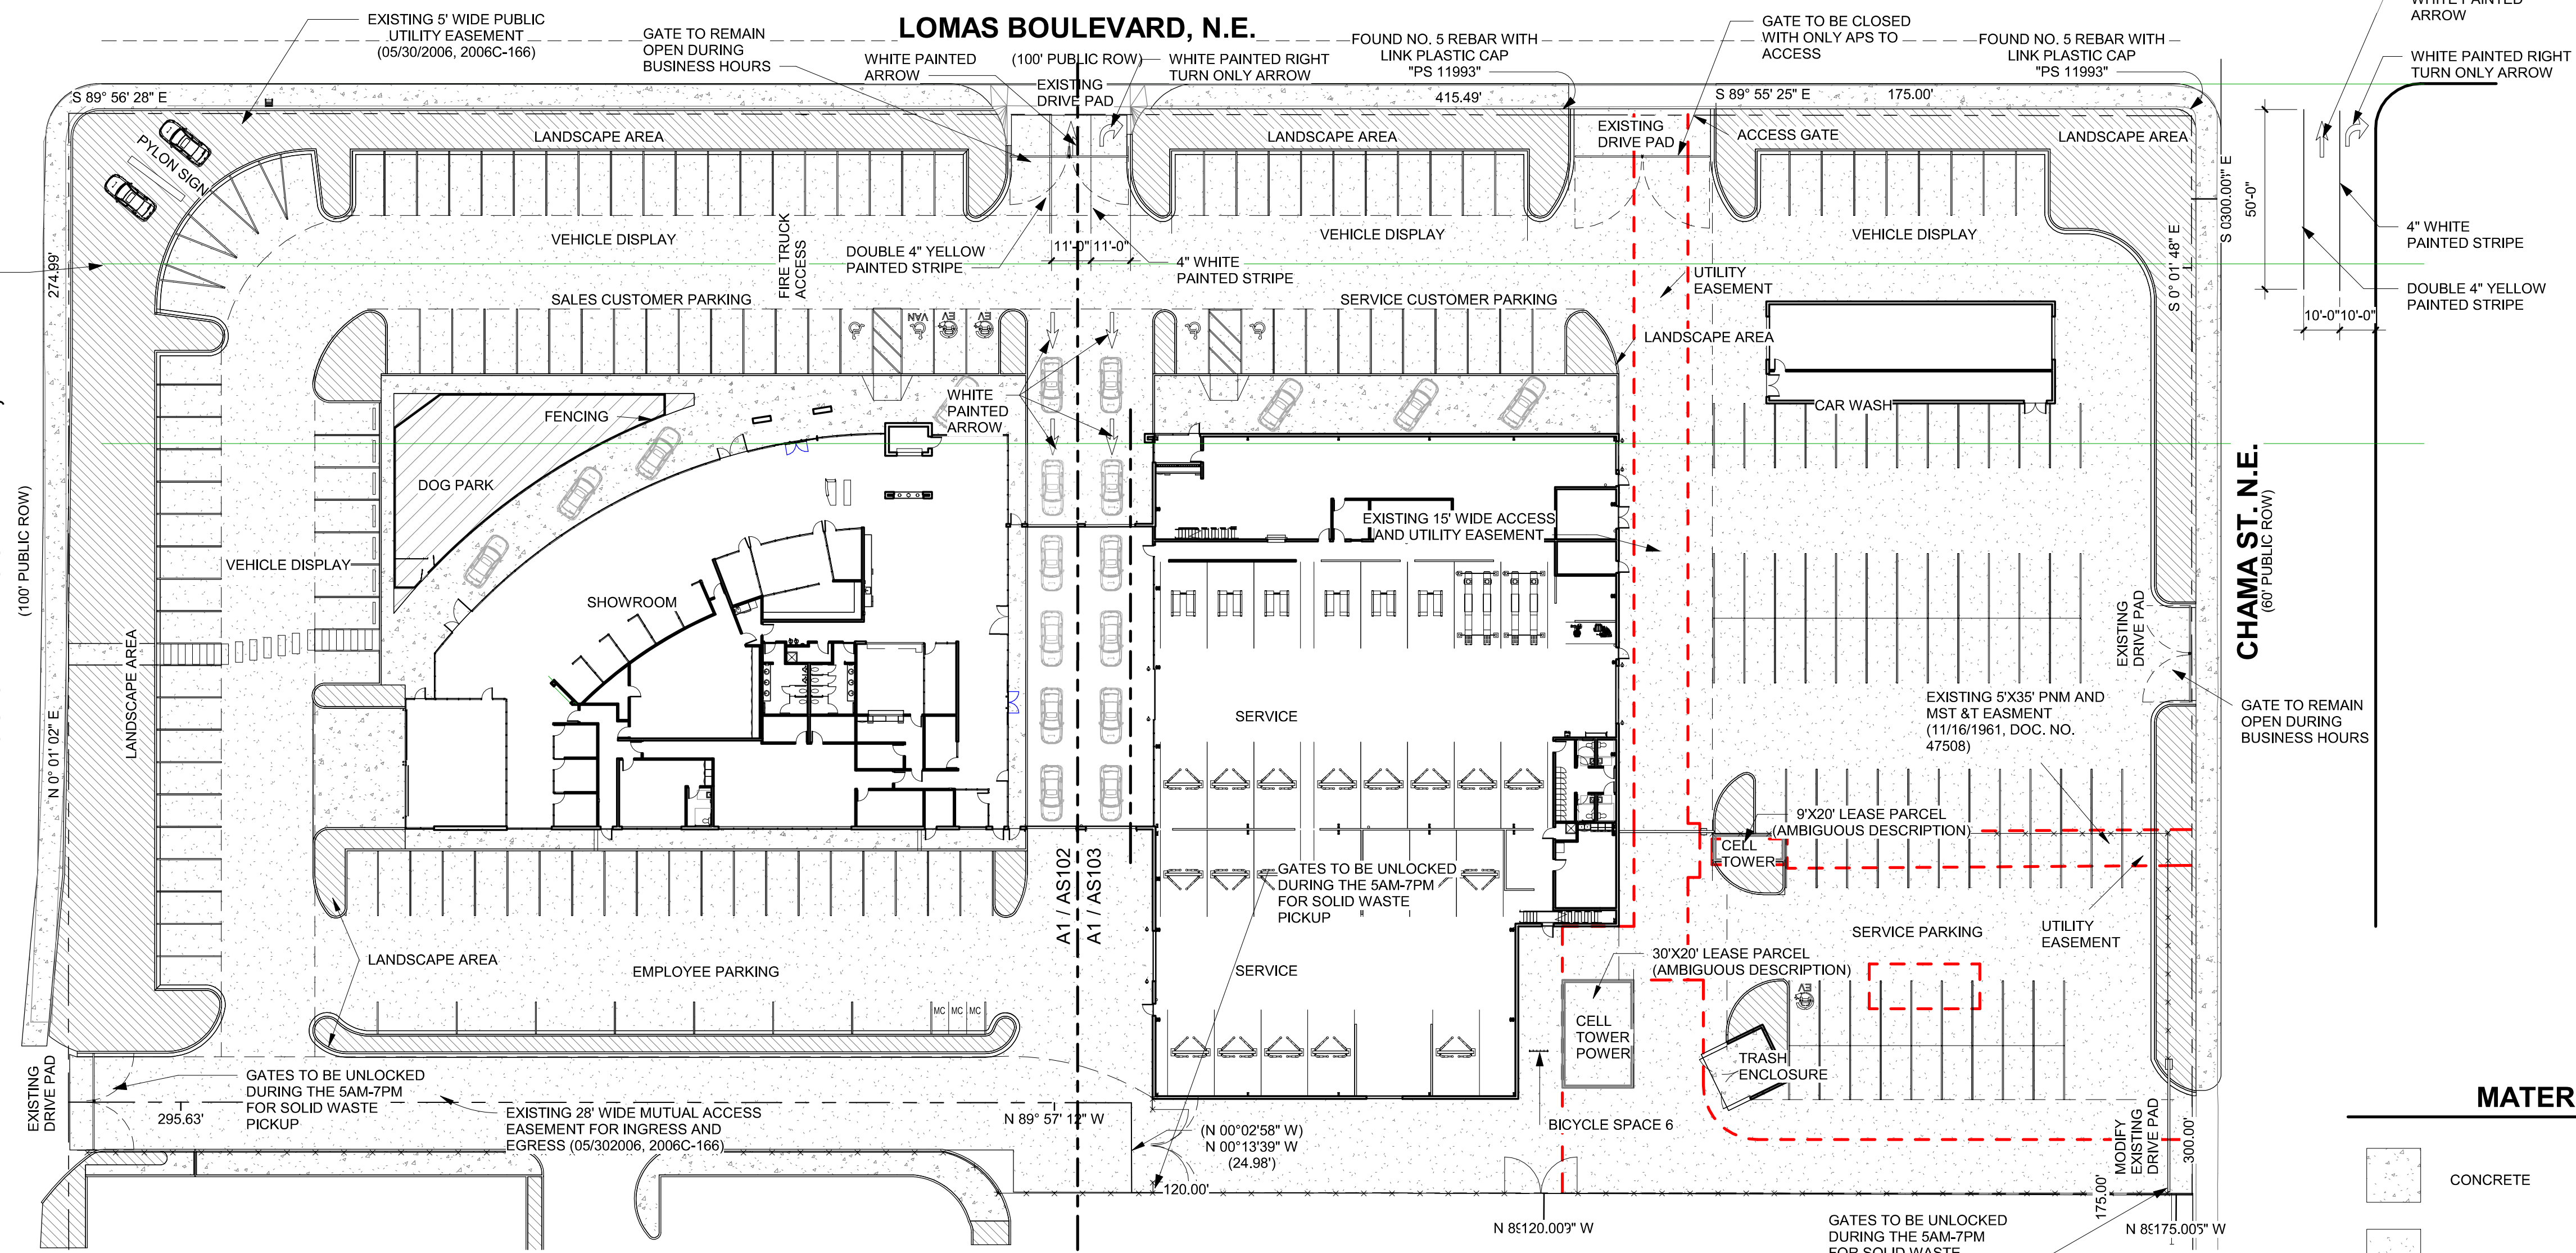 LOMAS BOULEVARD, N.E.
(100' PUBLIC ROW)
EXISTING 5' WIDE PUBLIC
UTILITY EASEMENT
(05/30/2006, 2006C-166)
GATE TO REMAIN
OPEN DURING
BUSINESS HOURS
WHITE PAINTED
ARROW
EXISTING
DRIVE PAD
WHITE PAINTED RIGHT
TURN ONLY ARROW
FOUND NO. 5 REBAR WITH
LINK PLASTIC CAP
"PS 11993"
GATE TO BE CLOSED
WITH ONLY APS TO
ACCESS
FOUND NO. 5 REBAR WITH
LINK PLASTIC CAP
"PS 11993"
ARROW
WHITE PAINTED RIGHT
TURN ONLY ARROW
S 89° 56' 28" E
415.49'
S 89° 55' 25" E
175.00'
PYLON SIGN
LANDSCAPE AREA
LANDSCAPE AREA
EXISTING
DRIVE PAD
ACCESS GATE
LANDSCAPE AREA
50'-0"
4" WHITE
PAINTED STRIPE
DOUBLE 4" YELLOW
PAINTED STRIPE
10'-0"
10'-0"
274.99'
VEHICLE DISPLAY
FIRE TRUCK
ACCESS
DOUBLE 4" YELLOW
PAINTED STRIPE
11'-0"
11'-0"
4" WHITE
PAINTED STRIPE
VEHICLE DISPLAY
VEHICLE DISPLAY
UTILITY
EASEMENT
S 0° 01' 48" E
SALES CUSTOMER PARKING
VAN
EV
EV
SERVICE CUSTOMER PARKING
LANDSCAPE AREA
CAR WASH
WHITE
PAINTED
ARROW
FENCING
DOG PARK
(100' PUBLIC ROW)
VEHICLE DISPLAY
SHOWROOM
EXISTING 15' WIDE ACCESS
AND UTILITY EASEMENT
CHAMA ST. N.E.
(60' PUBLIC ROW)
EXISTING
DRIVE PAD
LANDSCAPE AREA
N 0° 01' 02" E
SERVICE
EXISTING 5'X35' PNM AND
MST &T EASMENT
(11/16/1961, DOC. NO.
47508)
GATE TO REMAIN
OPEN DURING
BUSINESS HOURS
9'X20' LEASE PARCEL
(AMBIGUOUS DESCRIPTION)
CELL
TOWER
A1 / AS102
A1 / AS103
GATES TO BE UNLOCKED
DURING THE 5AM-7PM
FOR SOLID WASTE
PICKUP
LANDSCAPE AREA
EMPLOYEE PARKING
MC
MC
MC
SERVICE
30'X20' LEASE PARCEL
(AMBIGUOUS DESCRIPTION)
SERVICE PARKING
UTILITY
EASEMENT
EV
CELL
TOWER
POWER
TRASH
ENCLOSURE
EXISTING
DRIVE PAD
GATES TO BE UNLOCKED
DURING THE 5AM-7PM
FOR SOLID WASTE
PICKUP
295.63'
EXISTING 28' WIDE MUTUAL ACCESS
EASEMENT FOR INGRESS AND
EGRESS (05/302006, 2006C-166)
N 89° 57' 12" W
(N 00°02'58" W)
N 00°13'39" W
(24.98')
BICYCLE SPACE 6
MODIFY
EXISTING
DRIVE PAD
300.00'
175.00'
120.00'
GATES TO BE UNLOCKED
DURING THE 5AM-7PM
MATER
CONCRETE